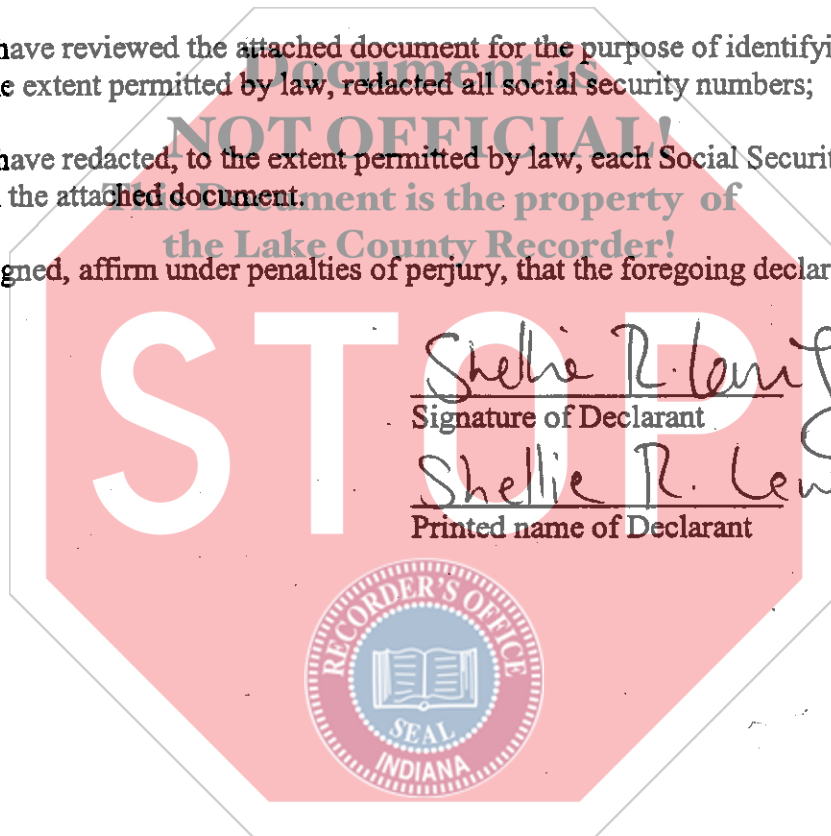 have reviewed the attached document for the purpose of identifyi
e extent permitted by law, redacted all social security numbers;
Document is
NOT OFFICIAL!
have redacted, to the extent permitted by law, each Social Securit
the attached document.
This Document is the property of
the Lake County Recorder!
gned, affirm under penalties of perjury, that the foregoing declar
STOP
Shellie R. Lewi
Signature of Declarant
Shellie R. Lew
Printed name of Declarant
RECORDER'S OFFICE
SEAL
INDIANA